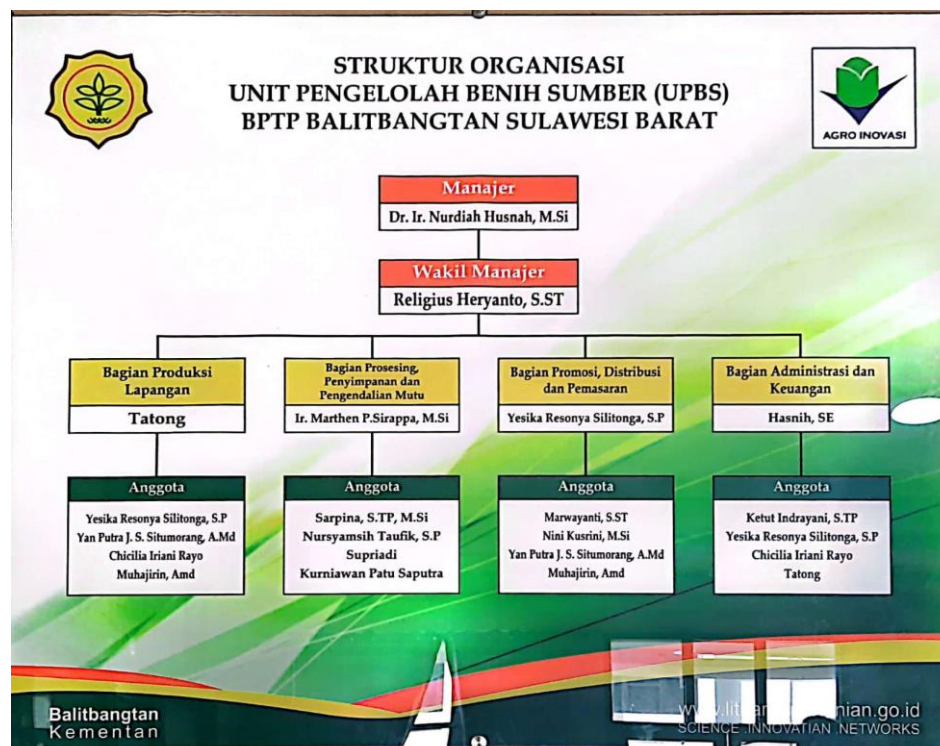 STRUKTUR ORGANISASI
UNIT PENGELOLAH BENIH SUMBER (UPBS)
BPTP BALITBANGTAN SULAWESI BARAT
AGRO INOVASI
Manajer
Dr. Ir. Nurdiah Husnah, M.Si
Wakil Manajer
Religius Heryanto, S.ST
Bagian Produksi
Lapangan
Tatong
Bagian Prosesing,
Penyimpanan dan
Pengendalian Mutu
Ir. Marthen P.Sirappa, M.Si
Bagian Promosi, Distribusi
dan Pemasaran
Yesika Resonya Silitonga, S.P
Bagian Administrasi dan
Keuangan
Hasnih, SE
Anggota
Yesika Resonya Silitonga, S.P
Yan Putra J. S. Situmorang, A.Md
Chicilia Iriani Rayo
Muhajirin, Amd
Anggota
Sarpina, S.TP, M.Si
Nursyamsih Taufik, S.P
Supriadi
Kurniawan Patu Saputra
Anggota
Marwayanti, S.ST
Nini Kusrini, M.Si
Yan Putra J. S. Situmorang, A.Md
Muhajirin, Amd
Anggota
Ketut Indrayani, S.TP
Yesika Resonya Silitonga, S.P
Chicilia Iriani Rayo
Tatong
Balitbangtan
Kementan
SCIENCE .INNOVATIAN .NETWORKS